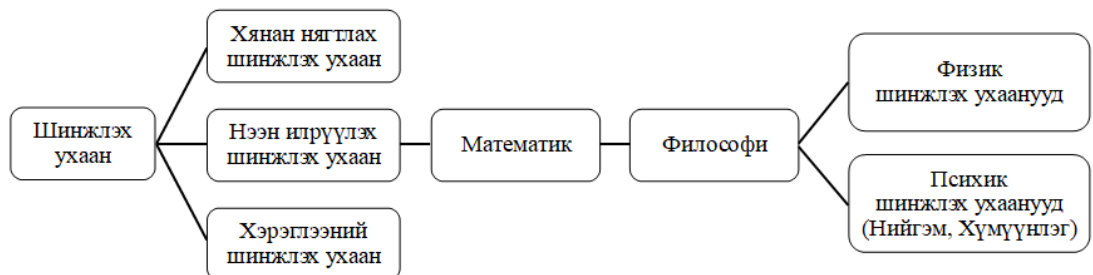 Шинжлэх
ухаан
Хянан нягтлах
шинжлэх ухаан
Нээн илрүүлэх
шинжлэх ухаан
Хэрэглээний
шинжлэх ухаан
Математик
Философи
Физик
шинжлэх ухаанууд
Психик
шинжлэх ухаанууд
(Нийгэм, Хүмүүнлэг)